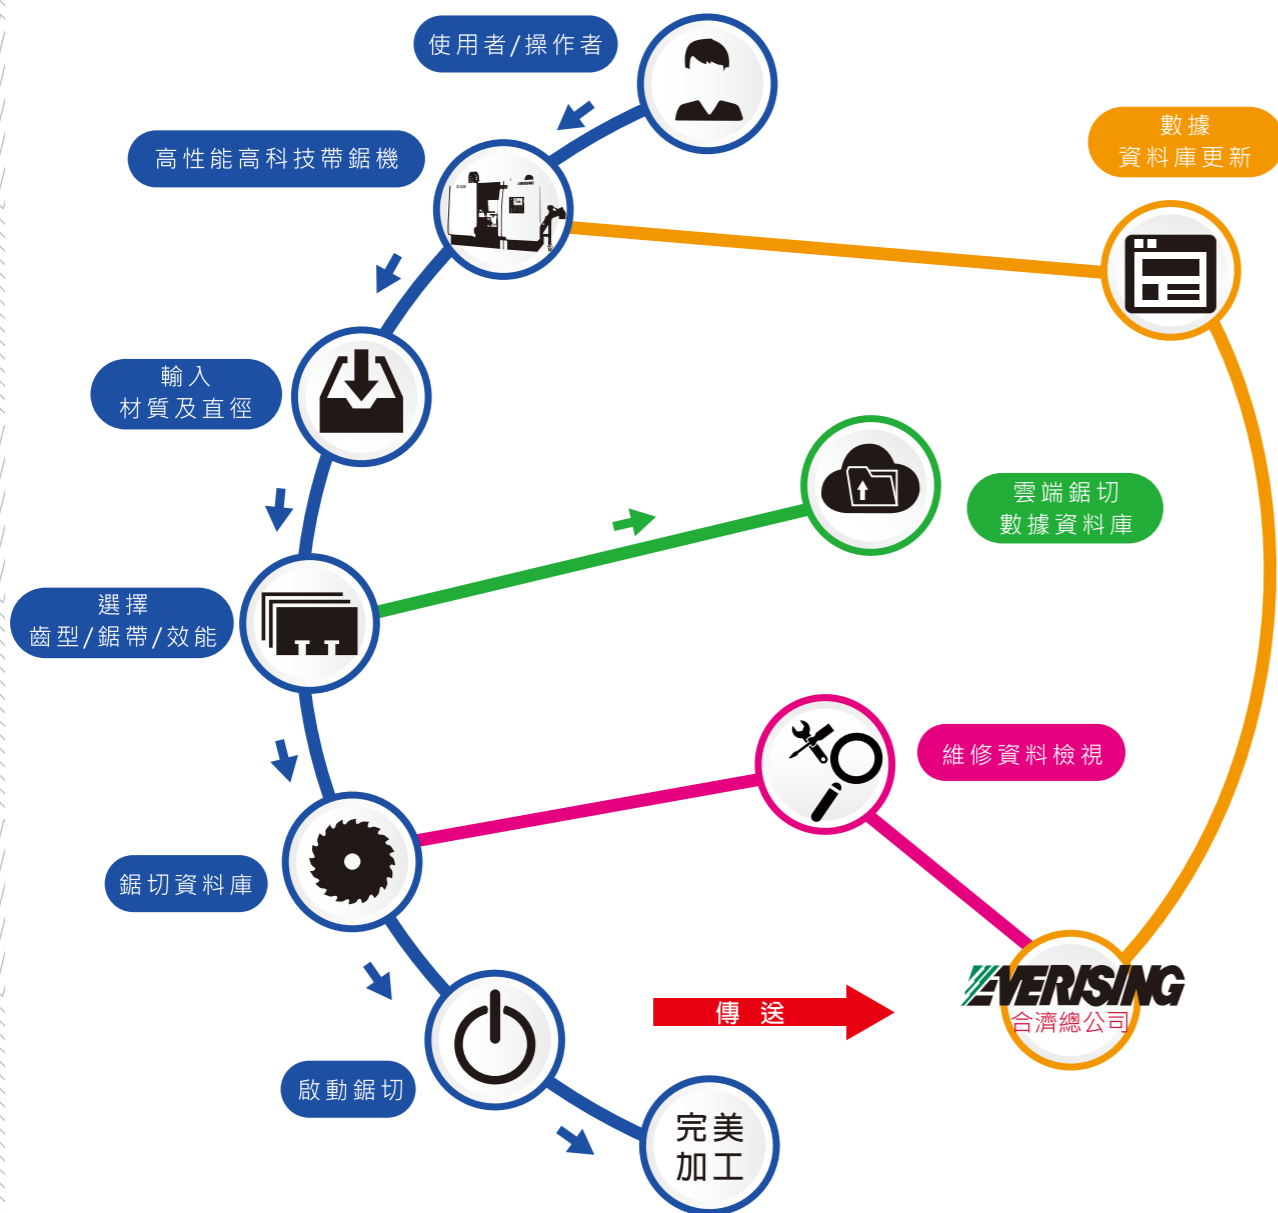 使用者/操作者
高性能高科技帶鋸機
數據
資料庫更新
輸入
材質及直徑
雲端鋸切
數據資料庫
選擇
齒型/鋸帶/效能
維修資料檢視
鋸切資料庫
傳送
EVERISING
合濟總公司
啟動鋸切
完美
加工